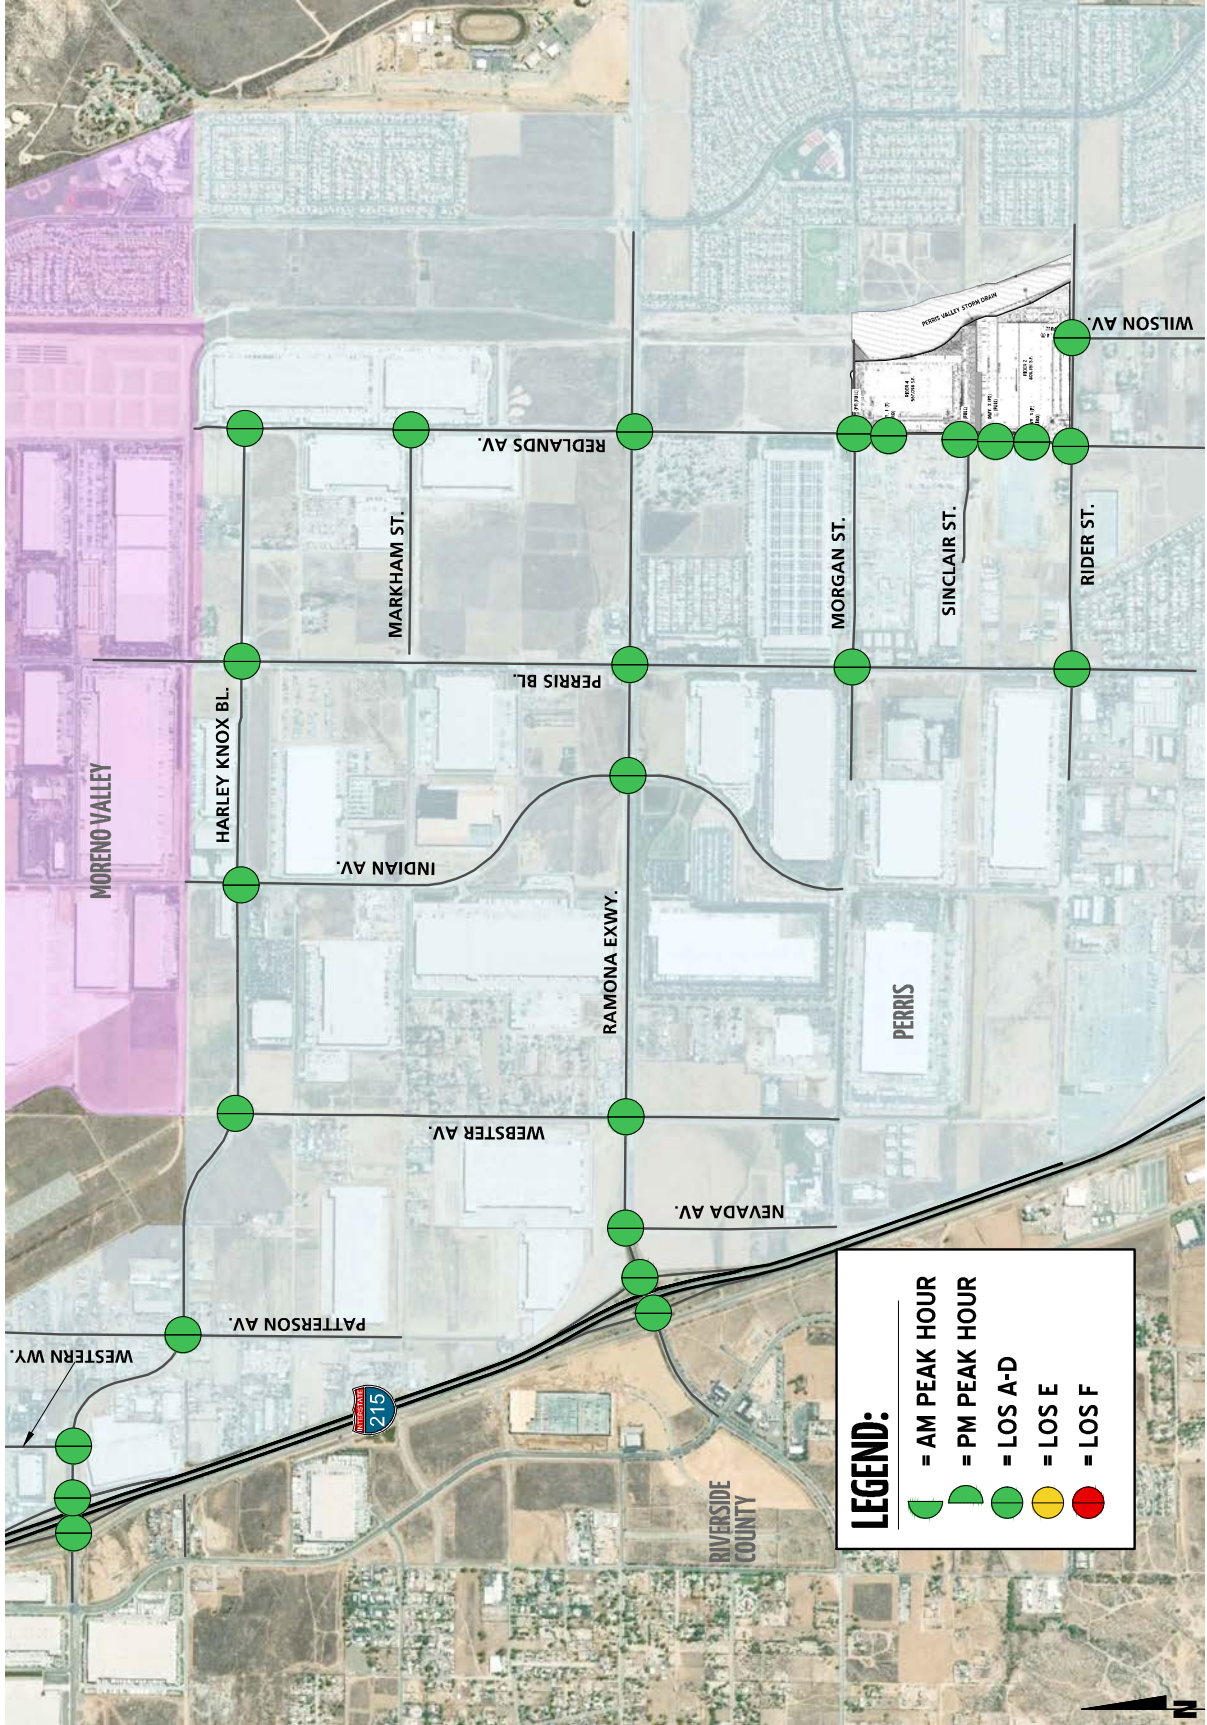 WESTERN WY.
PATTERSON AV.
HARLEY KNOX BL.
MORENO VALLEY
INDIAN AV.
WEBSTER AV.
MARKHAM ST.
REDLANDS AV.
PERRIS BL.
RAMONA EXWY.
NEVADA AV.
INTERSTATE
215
MORGAN ST.
SINCLAIR ST.
RIDER ST.
WILSON AV.
PERRIS VALLEY STORM DRAIN
PERRIS
RIVERSIDE
COUNTY
LEGEND:
= AM PEAK HOUR
= PM PEAK HOUR
= LOS A-D
= LOS E
= LOS F
N